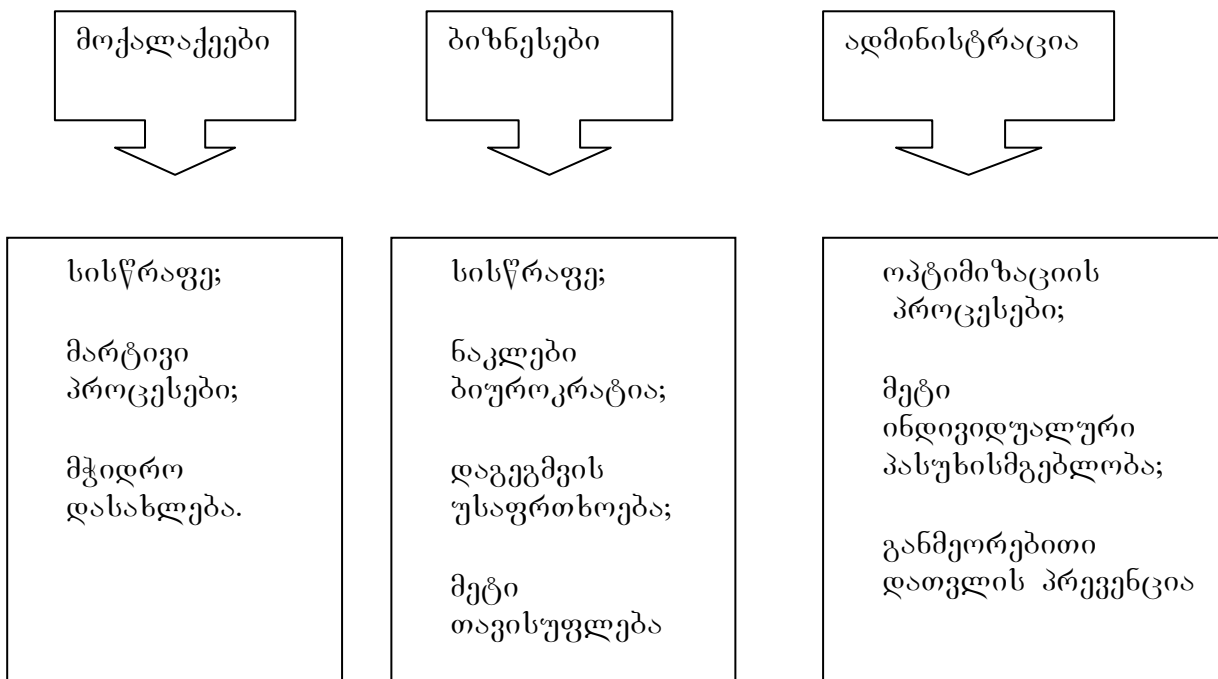 მოქალაქეები
ბიზნესები
ადმინისტრაცია
სისწრაფე;
მარტივი
პროცესები;
მჭიდრო
დასახლება.
სისწრაფე;
ნაკლები
ბიუროკრატია;
დაგეგმვის
უსაფრთხოება;
მეტი
თავისუფლება
ოპტიმიზაციის
პროცესები;
მეტი
ინდივიდუალური
პასუხისმგებლობა;
განმეორებითი
დათვლის პრევენცია